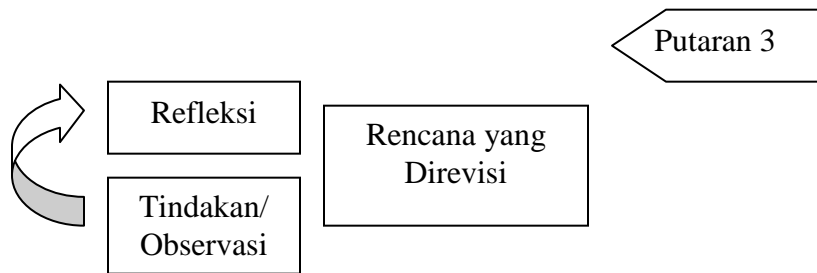 Putaran 3
Refleksi
Rencana yang
Direvisi
Tindakan/
Observasi